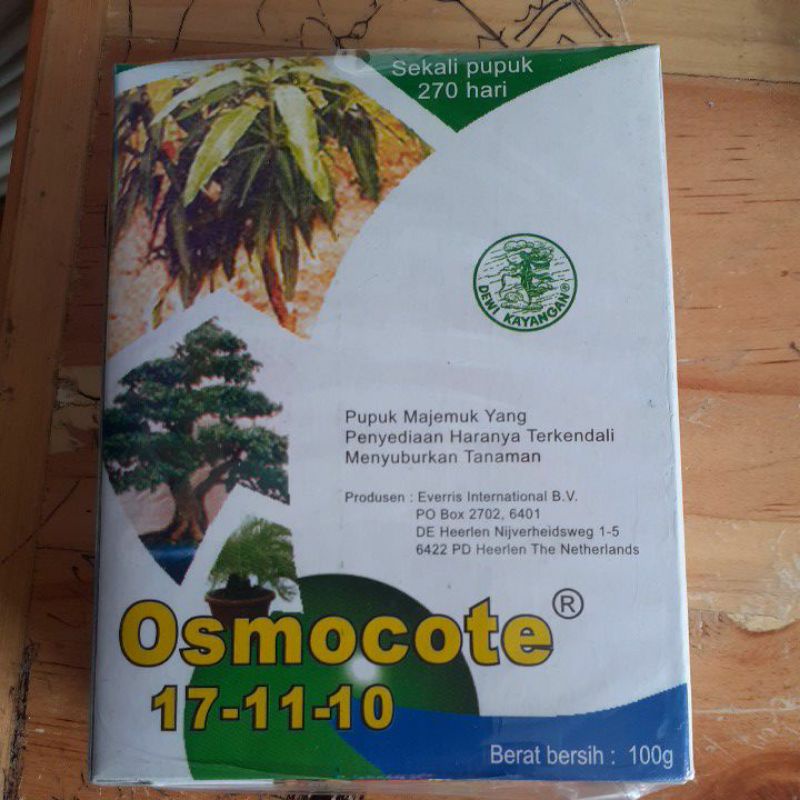 Sekali pupuk
270 hari
DEWI KAYANGAN®
Pupuk Majemuk Yang
Penyediaan Haranya Terkendali
Menyuburkan Tanaman
Produsen : Everris International B.V.
PO Box 2702, 6401
DE Heerlen Nijverheidsweg 1-5
6422 PD Heerlen The Netherlands
Osmocote®
17-11-10
Berat bersih : 100g